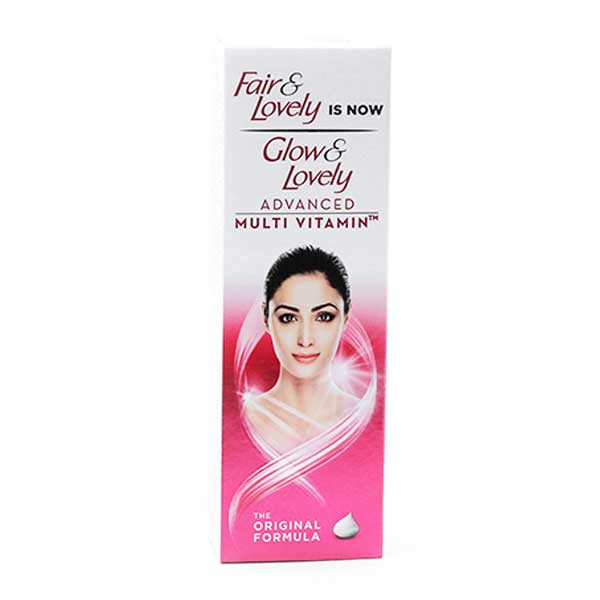 Fair &
Lovely IS NOW
Glow &
Lovely
ADVANCED
MULTI VITAMIN™
THE
ORIGINAL
FORMULA